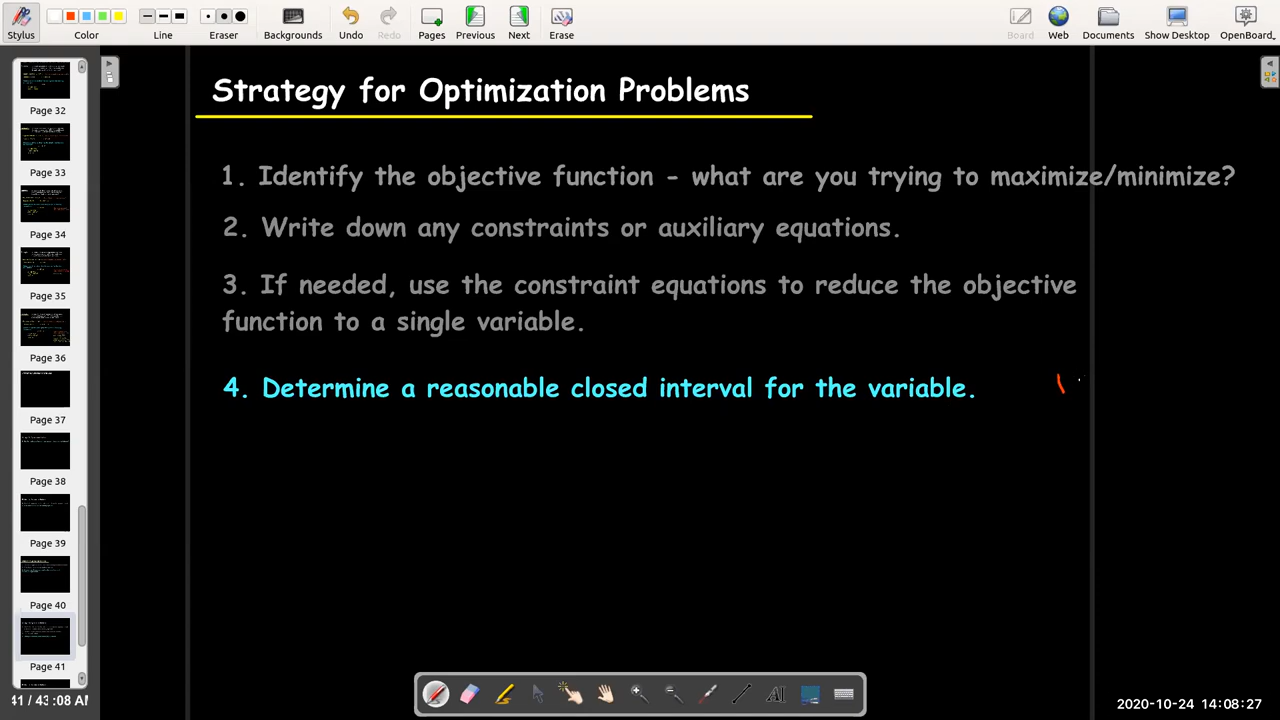 Stylus
Color
Line
Eraser
Backgrounds
Undo
Redo
Pages
Previous
Next
Erase
Board
Web
Documents
Show Desktop
OpenBoard
Strategy for Optimization Problems
1. Identify the objective function - what are you trying to maximize/minimize?
2. Write down any constraints or auxiliary equations.
3. If needed, use the constraint equations to reduce the objective
function to a single variable.
4. Determine a reasonable closed interval for the variable.
Page 32
Page 33
Page 34
Page 35
Page 36
Page 37
Page 38
Page 39
Page 40
Page 41
41 / 43
:08 AM
2020-10-24 14:08:27